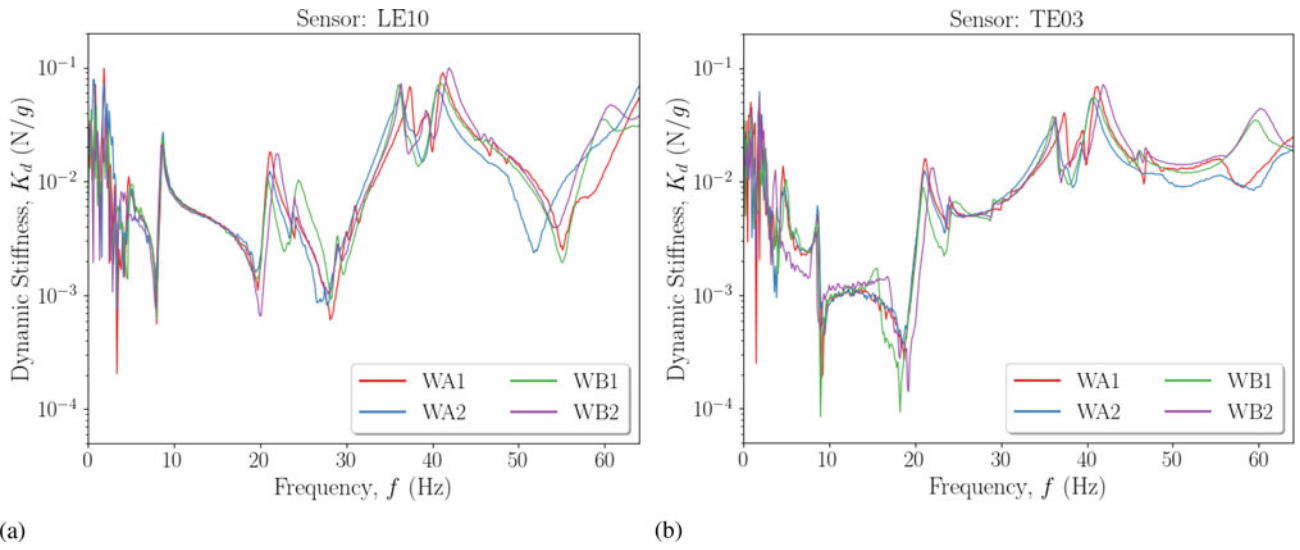 Sensor: LE10
Dynamic Stiffness, K_d (N/g)
10^{-1}
10^{-2}
10^{-3}
10^{-4}
WA1 WB1
WA2 WB2
0 10 20 30 40 50 60
Frequency, f (Hz)
(a)
Sensor: TE03
Dynamic Stiffness, K_d (N/g)
10^{-1}
10^{-2}
10^{-3}
10^{-4}
WA1 WB1
WA2 WB2
0 10 20 30 40 50 60
Frequency, f (Hz)
(b)